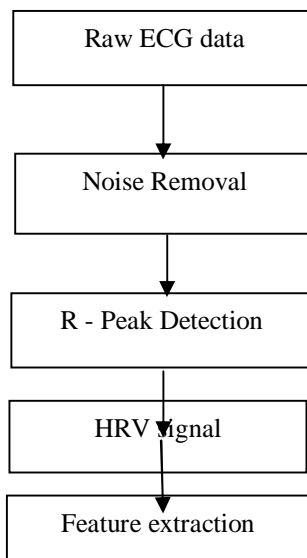 Raw ECG data
Noise Removal
R - Peak Detection
HRV signal
Feature extraction